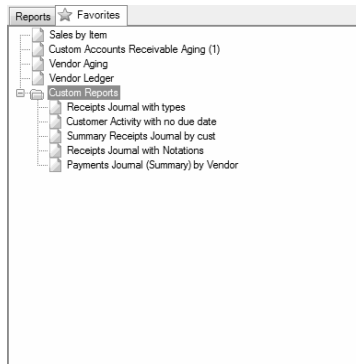 Reports Favorites
Sales by Item
Custom Accounts Receivable Aging (1)
Vendor Aging
Vendor Ledger
Custom Reports
Receipts Journal with types
Customer Activity with no due date
Summary Receipts Journal by cust
Receipts Journal with Notations
Payments Journal (Summary) by Vendor